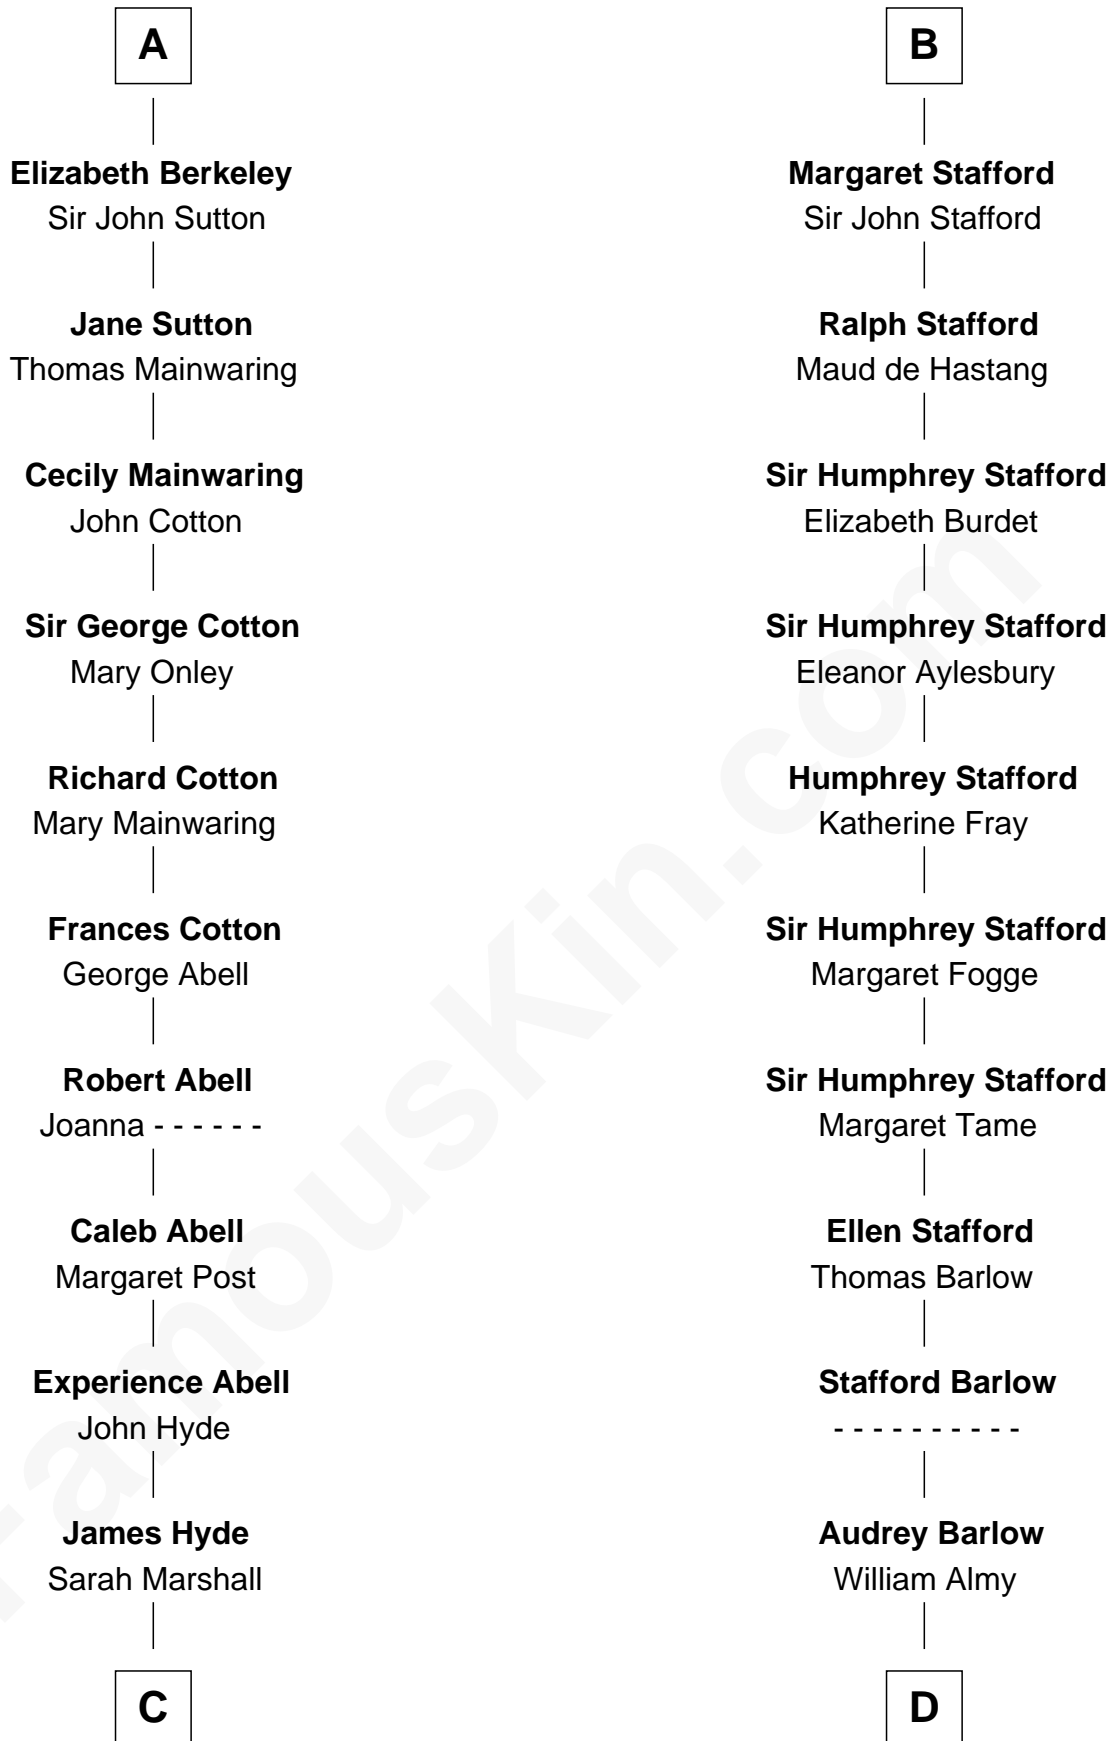 A
Elizabeth Berkeley
Sir John Sutton
Jane Sutton
Thomas Mainwaring
Cecily Mainwaring
John Cotton
Sir George Cotton
Mary Onley
Richard Cotton
Mary Mainwaring
Frances Cotton
George Abell
Robert Abell
Joanna - - - - - -
Caleb Abell
Margaret Post
Experience Abell
John Hyde
James Hyde
Sarah Marshall
C
B
Margaret Stafford
Sir John Stafford
Ralph Stafford
Maud de Hastang
Sir Humphrey Stafford
Elizabeth Burdet
Sir Humphrey Stafford
Eleanor Aylesbury
Humphrey Stafford
Katherine Fray
Sir Humphrey Stafford
Margaret Fogge
Sir Humphrey Stafford
Margaret Tame
Ellen Stafford
Thomas Barlow
Stafford Barlow
- - - - - - - - - -
Audrey Barlow
William Almy
D
FamousKin.com